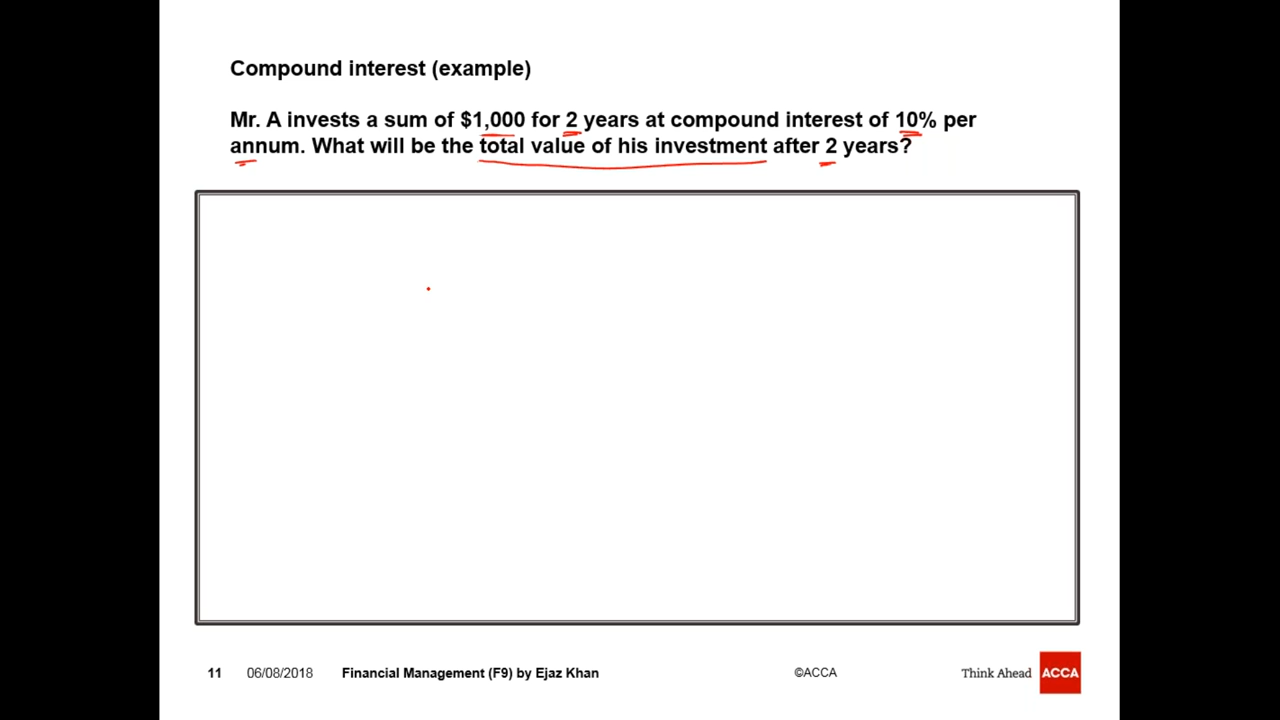 Compound interest (example)
Mr. A invests a sum of $1,000 for 2 years at compound interest of 10% per
annum. What will be the total value of his investment after 2 years?
11 06/08/2018 Financial Management (F9) by Ejaz Khan ©ACCA Think Ahead ACCA